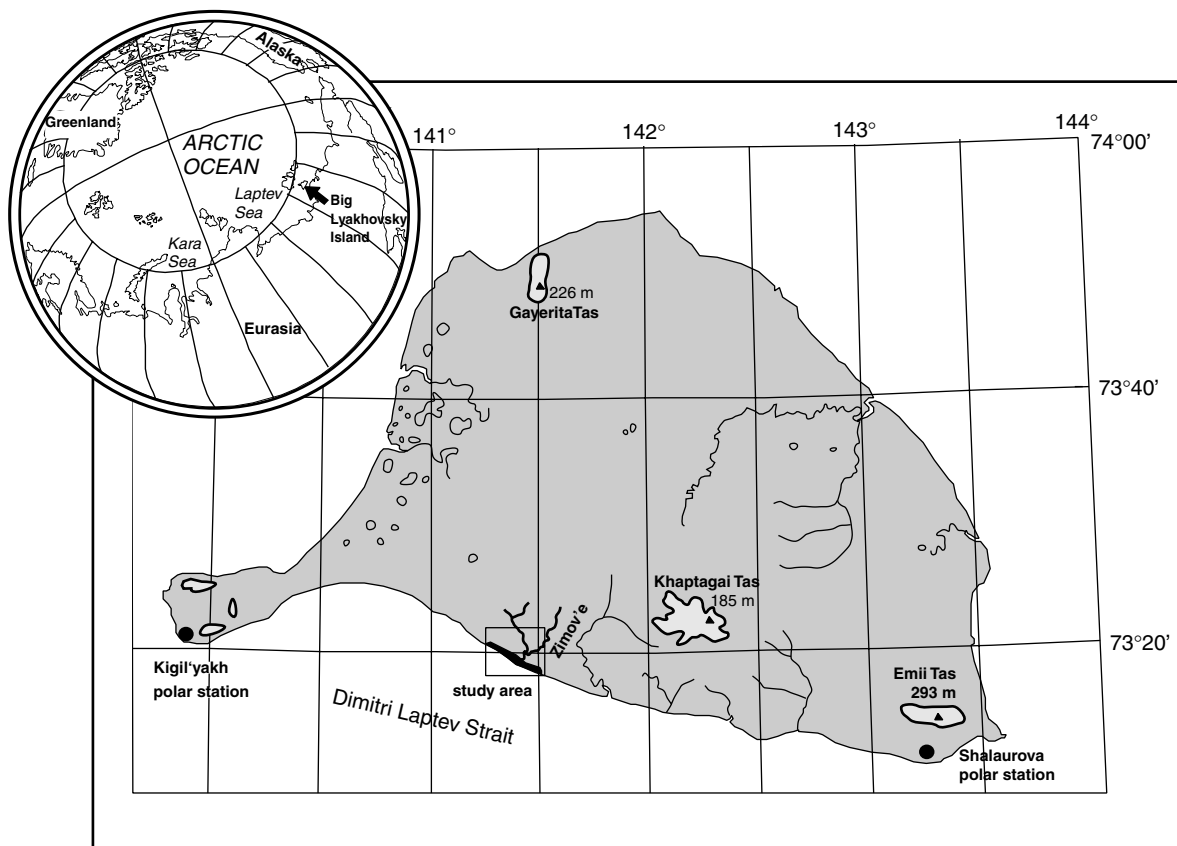 Alaska
Greenland
ARCTIC
OCEAN
Laptev
Sea
Big
Lyakhovsky
Island
Kara
Sea
Eurasia
141°
142°
143°
144°
74°00'
226 m
GayeritaTas
73°40'
Khaptagai Tas
185 m
Zimov'e
73°20'
Kigil'yakh
polar station
study area
Emii Tas
293 m
Dimitri Laptev Strait
Shalaurova
polar station